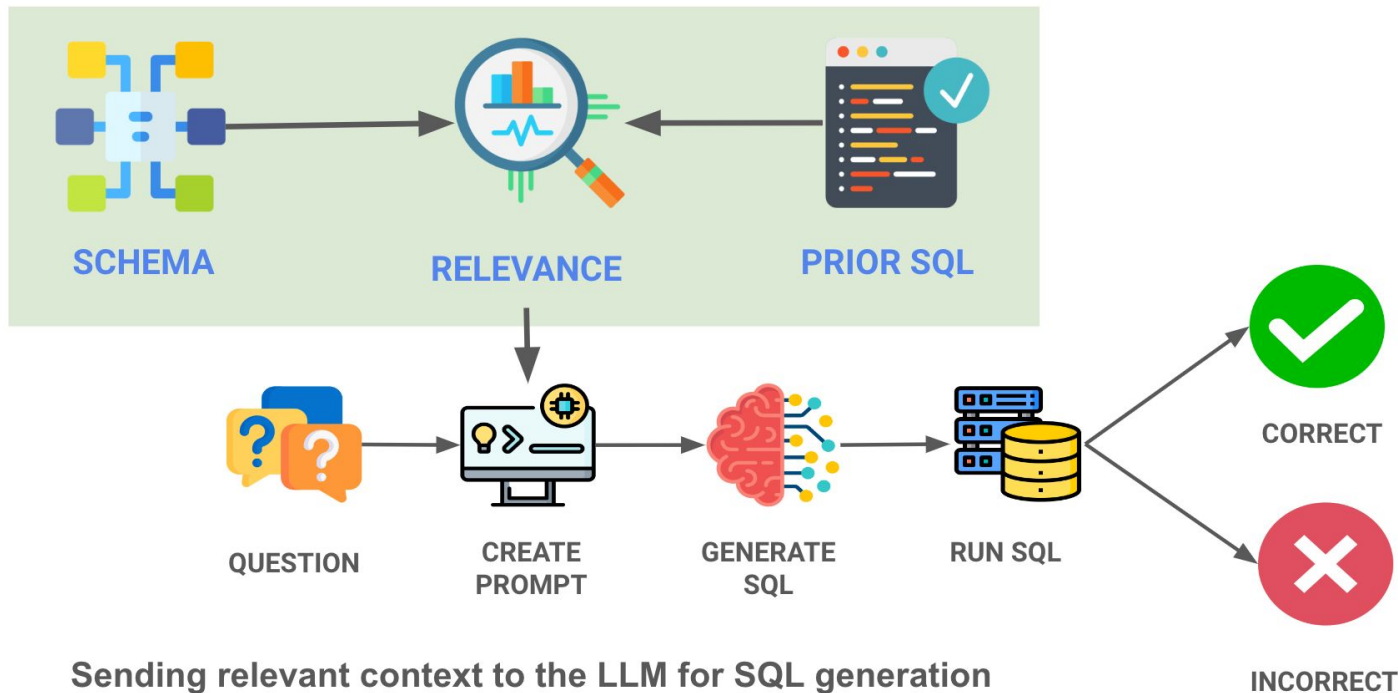 SCHEMA
RELEVANCE
PRIOR SQL
CORRECT
QUESTION
CREATE
PROMPT
GENERATE
SQL
RUN SQL
INCORRECT
Sending relevant context to the LLM for SQL generation